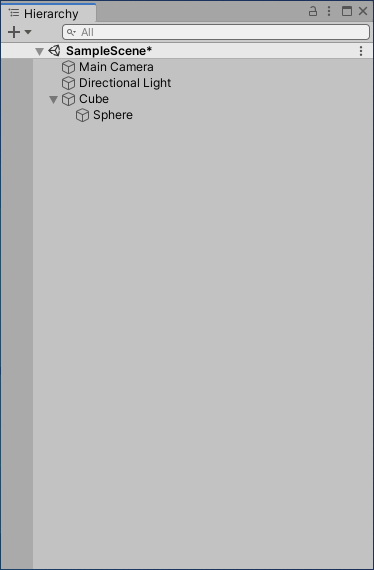 Hierarchy
All
SampleScene*
Main Camera
Directional Light
Cube
Sphere